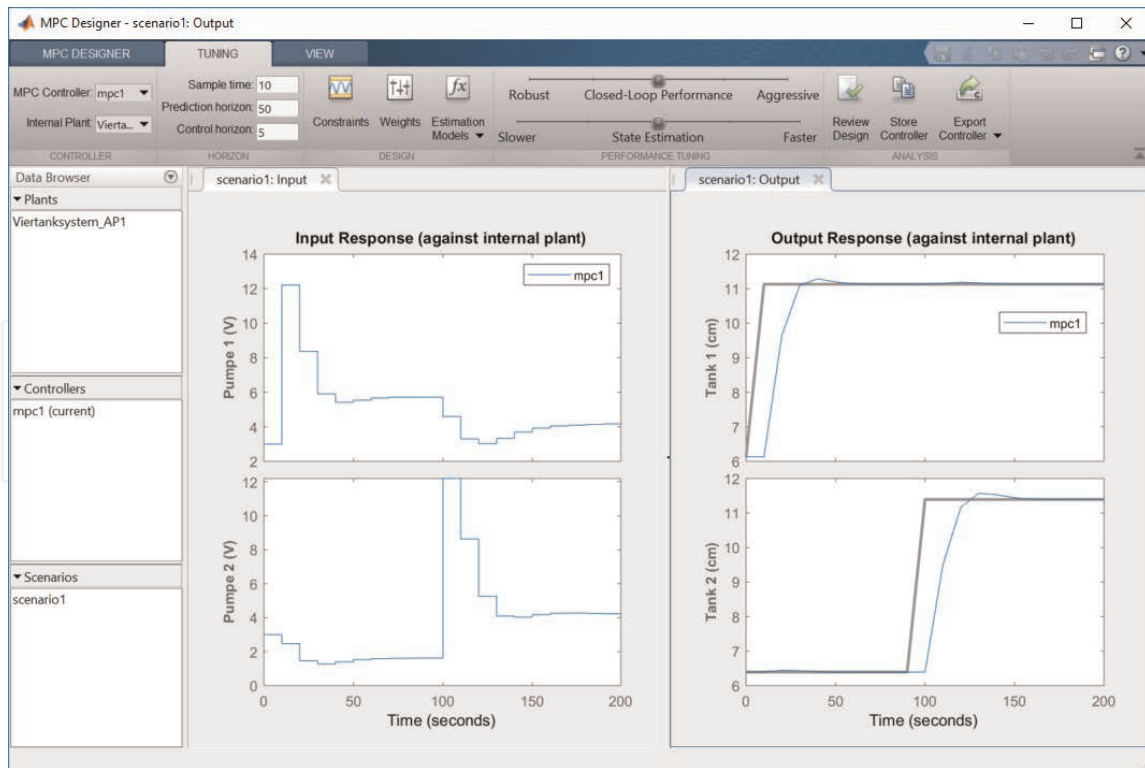 MPC Designer - scenario1: Output
MPC DESIGNER TUNING VIEW
MPC Controller: mpc1
Internal Plant: Vierta...
CONTROLLER
Sample time: 10
Prediction horizon: 50
Control horizon: 5
HORIZON
Constraints Weights Estimation Models
DESIGN
Robust Closed-Loop Performance Aggressive
Slower State Estimation Faster
PERFORMANCE TUNING
Review Design Store Controller Export Controller
ANALYSIS
Data Browser
Plants
Viertanksystem_AP1
Controllers
mpc1 (current)
Scenarios
scenario1
scenario1: Input
Input Response (against internal plant)
mpc1
Pumpe 1 (V)
14
12
10
8
6
4
2
Pumpe 2 (V)
12
10
8
6
4
2
0
0 50 100 150 200
Time (seconds)
scenario1: Output
Output Response (against internal plant)
mpc1
Tank 1 (cm)
12
11
10
9
8
7
6
Tank 2 (cm)
12
11
10
9
8
7
6
0 50 100 150 200
Time (seconds)